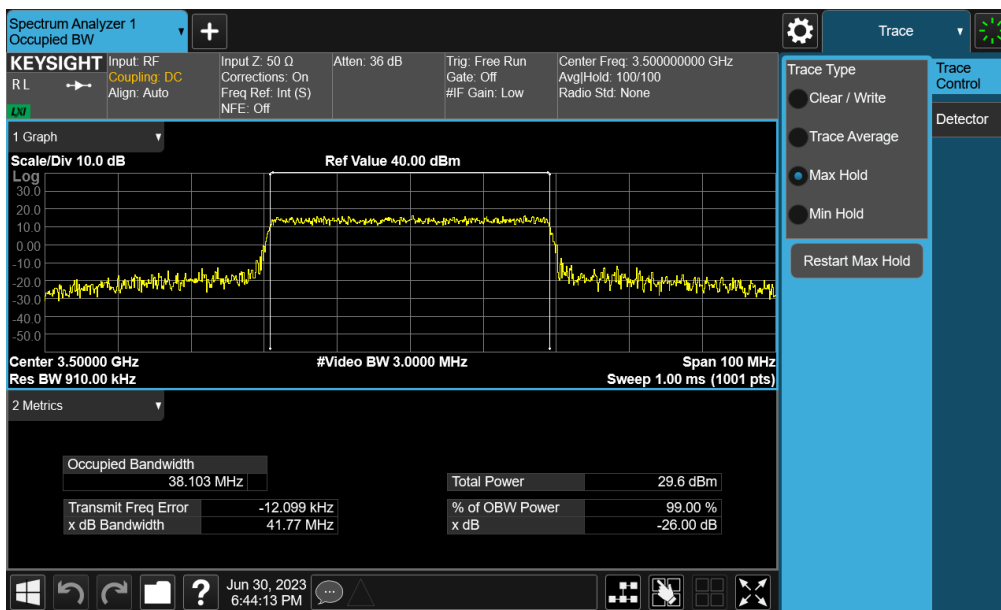 Spectrum Analyzer 1
Occupied BW
+
Trace
KEYSIGHT
R L
LXI
Input: RF
Coupling: DC
Align: Auto
Input Z: 50 Ω
Corrections: On
Freq Ref: Int (S)
NFE: Off
Atten: 36 dB
Trig: Free Run
Gate: Off
#IF Gain: Low
Center Freq: 3.500000000 GHz
Avg|Hold: 100/100
Radio Std: None
Trace Type
Clear / Write
Trace Average
Max Hold
Min Hold
Restart Max Hold
Trace
Control
Detector
1 Graph
Scale/Div 10.0 dB
Ref Value 40.00 dBm
Log
30.0
20.0
10.0
0.00
-10.0
-20.0
-30.0
-40.0
-50.0
Center 3.50000 GHz
#Video BW 3.0000 MHz
Span 100 MHz
Res BW 910.00 kHz
Sweep 1.00 ms (1001 pts)
2 Metrics
Occupied Bandwidth
38.103 MHz
Total Power 29.6 dBm
Transmit Freq Error -12.099 kHz
% of OBW Power 99.00 %
x dB Bandwidth 41.77 MHz
x dB -26.00 dB
?
Jun 30, 2023
6:44:13 PM